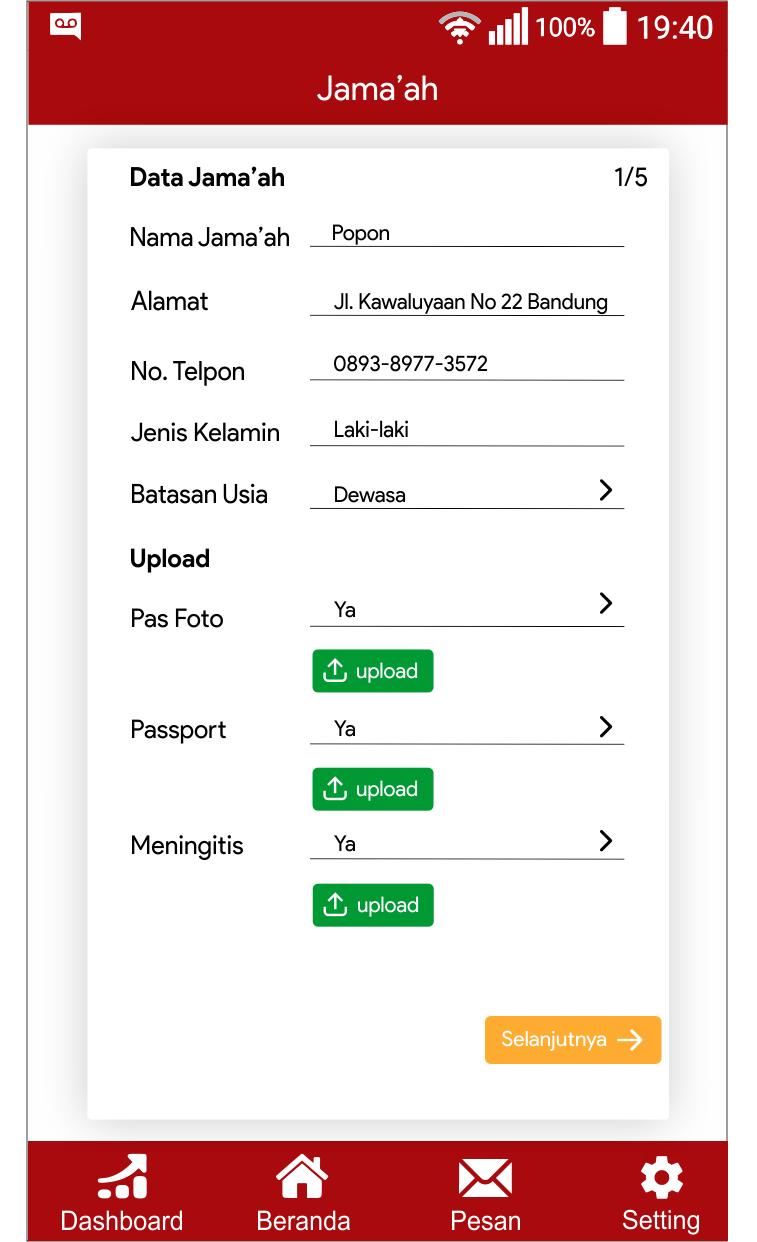 100% 19:40
Jama’ah
Data Jama’ah 1/5
Nama Jama’ah Popon
Alamat Jl. Kawaluyaan No 22 Bandung
No. Telpon 0893-8977-3572
Jenis Kelamin Laki-laki
Batasan Usia Dewasa
Upload
Pas Foto Ya
upload
Passport Ya
upload
Meningitis Ya
upload
Selanjutnya
Dashboard Beranda Pesan Setting